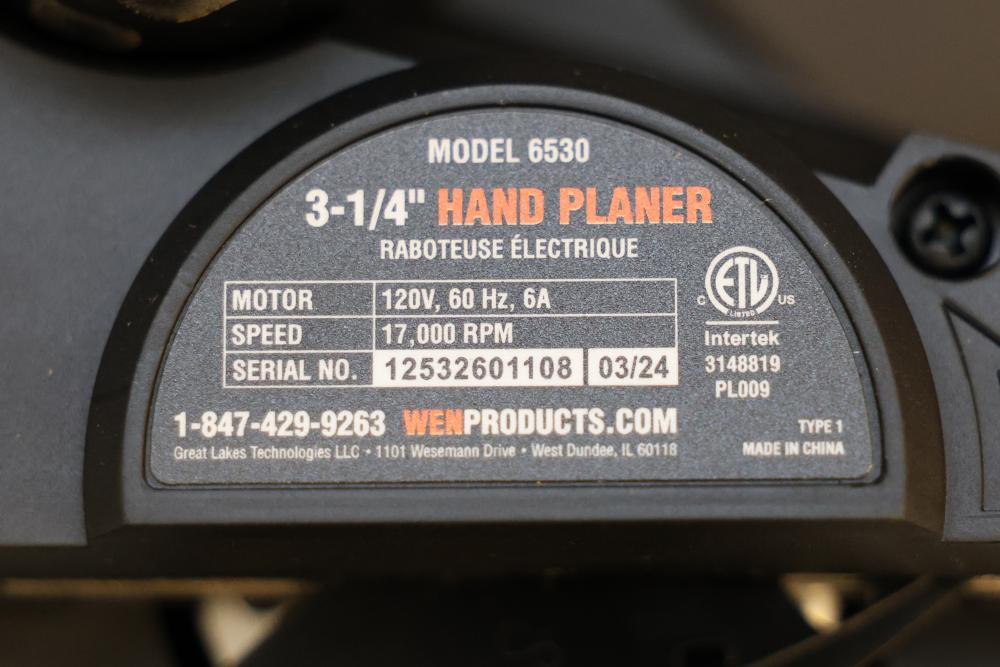 MODEL 6530
3-1/4" HAND PLANER
RABOTEUSE ÉLECTRIQUE
MOTOR 120V, 60 Hz, 6A
SPEED 17,000 RPM
SERIAL NO. 12532601108 03/24
ETL
LISTED
C US
Intertek
3148819
PL009
1-847-429-9263 WENPRODUCTS.COM
Great Lakes Technologies LLC • 1101 Wesemann Drive • West Dundee, IL 60118
TYPE 1
MADE IN CHINA